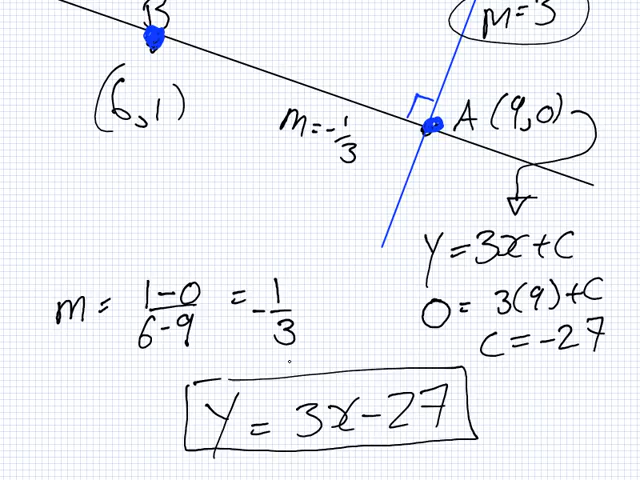 B
m=3
(6,1)
m=-1/3
A (9,0)
y=3x+c
m= 1-0/6-9 = -1/3
0= 3(9)+c
c=-27
y = 3x-27